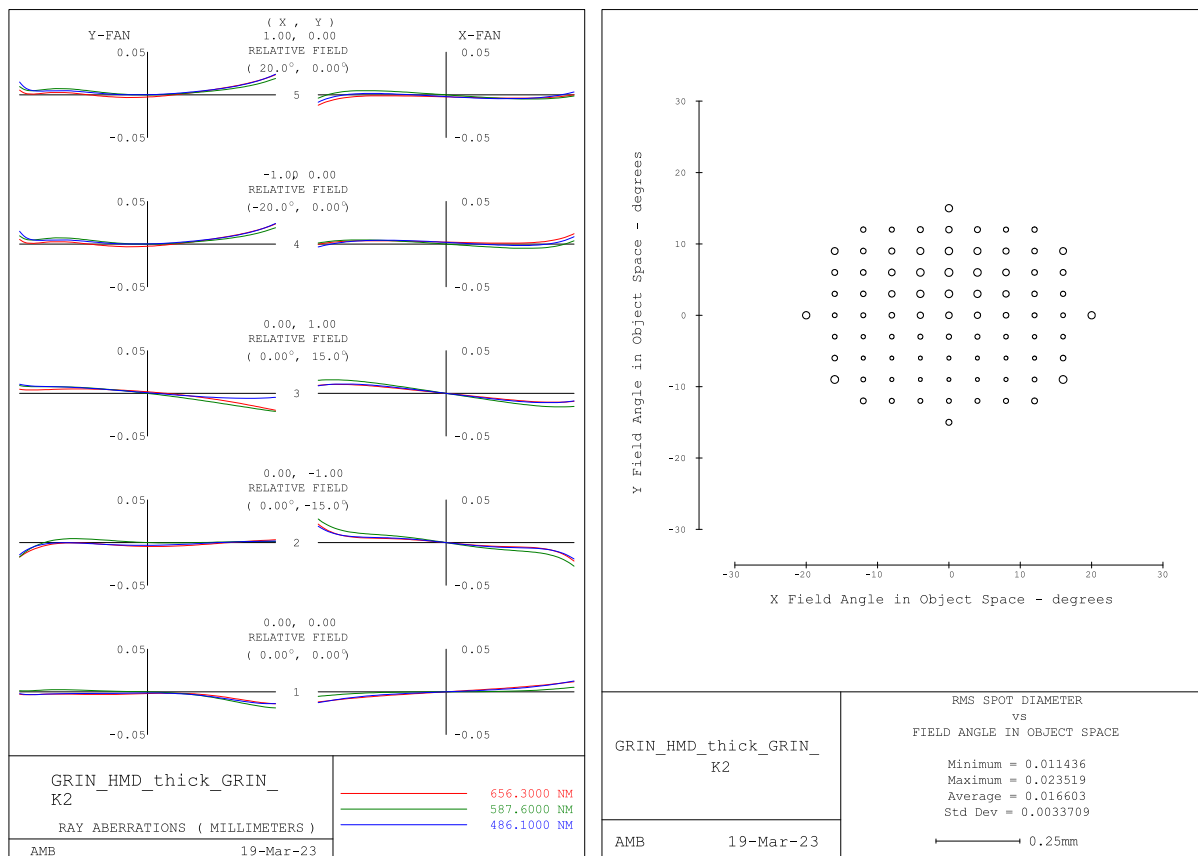 ( X , Y )
Y-FAN 1.00, 0.00 X-FAN
RELATIVE FIELD
0.05 ( 20.0°, 0.00°) 0.05
5
-0.05 -0.05
-1.00 0.00
RELATIVE FIELD
0.05 (-20.0°, 0.00°) 0.05
4
-0.05 -0.05
0.00, 1.00
RELATIVE FIELD
0.05 ( 0.00°, 15.0°) 0.05
3
-0.05 -0.05
0.00, -1.00
RELATIVE FIELD
0.05 ( 0.00°,-15.0°) 0.05
2
-0.05 -0.05
0.00, 0.00
RELATIVE FIELD
0.05 ( 0.00°, 0.00°) 0.05
1
-0.05 -0.05
GRIN_HMD_thick_GRIN_
K2
RAY ABERRATIONS ( MILLIMETERS )
AMB 19-Mar-23
656.3000 NM
587.6000 NM
486.1000 NM
Y Field Angle in Object Space - degrees
30
20
10
0
-10
-20
-30
-30 -20 -10 0 10 20 30
X Field Angle in Object Space - degrees
GRIN_HMD_thick_GRIN_
K2
AMB 19-Mar-23
RMS SPOT DIAMETER
vs
FIELD ANGLE IN OBJECT SPACE
Minimum = 0.011436
Maximum = 0.023519
Average = 0.016603
Std Dev = 0.0033709
0.25mm